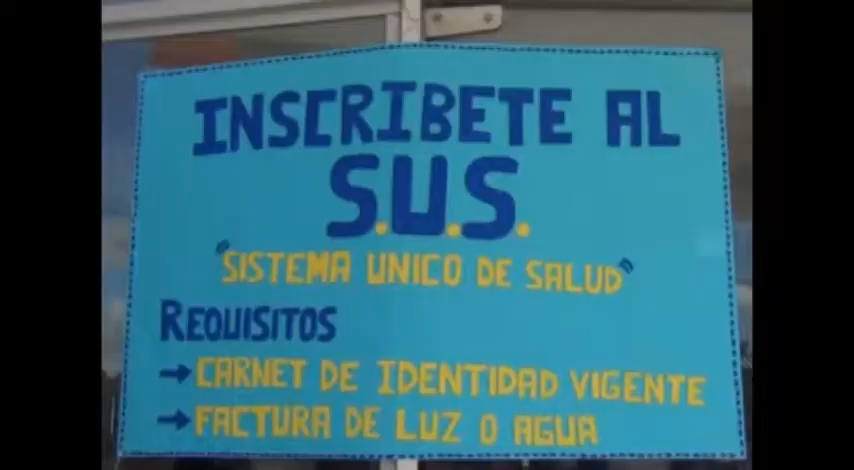 INSCRIBETE AL
S.U.S.
"SISTEMA UNICO DE SALUD"
REQUISITOS
→ CARNET DE IDENTIDAD VIGENTE
→ FACTURA DE LUZ O AGUA